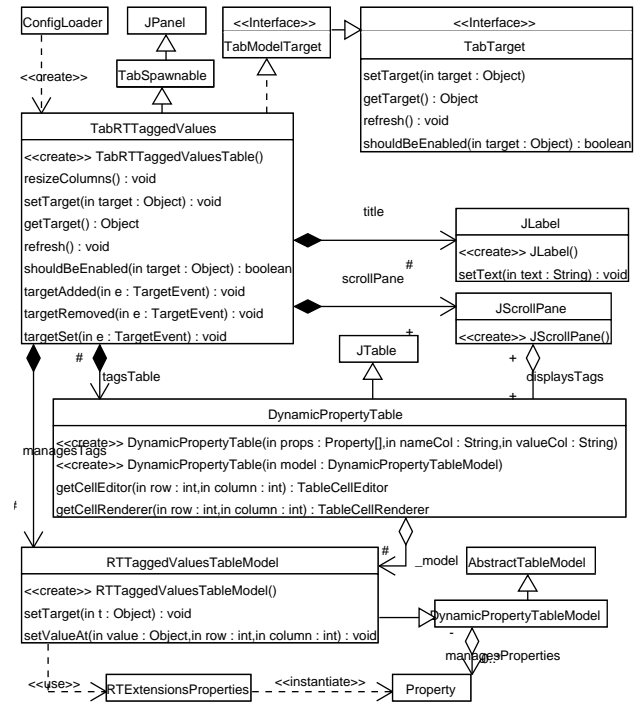 ConfigLoader
JPanel
<<Interface>>
TabModelTarget
<<Interface>>
TabTarget
setTarget(in target : Object)
getTarget() : Object
refresh() : void
shouldBeEnabled(in target : Object) : boolean
<<create>>
TabSpawnable
TabRTTaggedValues
<<create>> TabRTTaggedValuesTable()
resizeColumns() : void
setTarget(in target : Object) : void
getTarget() : Object
refresh() : void
shouldBeEnabled(in target : Object) : boolean
targetAdded(in e : TargetEvent) : void
targetRemoved(in e : TargetEvent) : void
targetSet(in e : TargetEvent) : void
title
#
JLabel
<<create>> JLabel()
setText(in text : String) : void
scrollPane
+
JScrollPane
<<create>> JScrollPane()
JTable
#
tagsTable
+
displaysTags
+
DynamicPropertyTable
<<create>> DynamicPropertyTable(in props : Property[],in nameCol : String,in valueCol : String)
<<create>> DynamicPropertyTable(in model : DynamicPropertyTableModel)
getCellEditor(in row : int,in column : int) : TableCellEditor
getCellRenderer(in row : int,in column : int) : TableCellRenderer
managesTags
#
#
_model
RTTaggedValuesTableModel
<<create>> RTTaggedValuesTableModel()
setTarget(in t : Object) : void
setValueAt(in value : Object,in row : int,in column : int) : void
AbstractTableModel
DynamicPropertyTableModel
-
managesProperties
<<use>>
RTExtensionsProperties
<<instantiate>>
Property